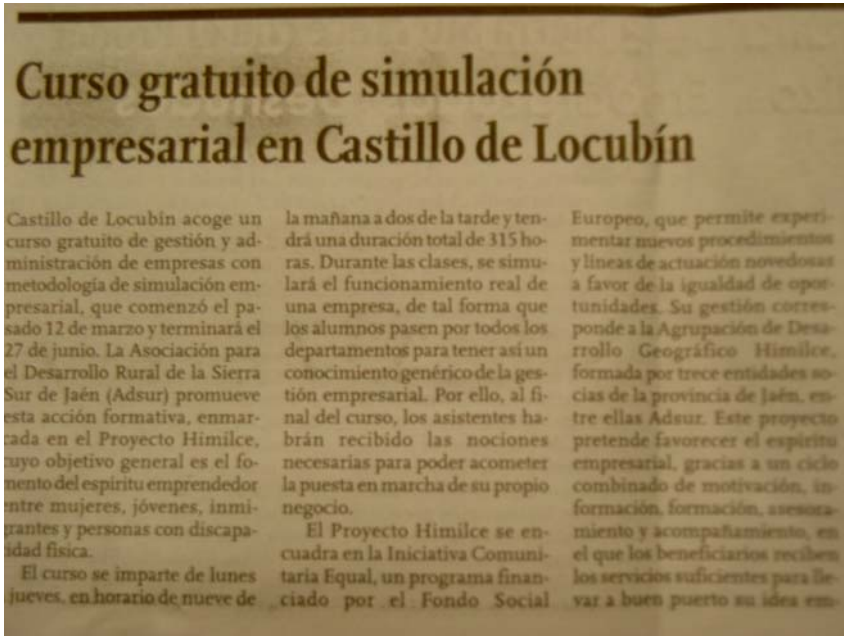 Curso gratuito de simulación
empresarial en Castillo de Locubín
Castillo de Locubín acoge un
curso gratuito de gestión y ad-
ministración de empresas con
metodología de simulación em-
presarial, que comenzó el pa-
sado 12 de marzo y terminará el
27 de junio. La Asociación para
el Desarrollo Rural de la Sierra
Sur de Jaén (Adsur) promueve
esta acción formativa, enmar-
cada en el Proyecto Himilce,
cuyo objetivo general es el fo-
mento del espíritu emprendedor
entre mujeres, jóvenes, inmi-
grantes y personas con discapa-
idad física.
El curso se imparte de lunes
jueves, en horario de nueve de
la mañana a dos de la tarde y ten-
drá una duración total de 315 ho-
ras. Durante las clases, se simu-
lará el funcionamiento real de
una empresa, de tal forma que
los alumnos pasen por todos los
departamentos para tener así un
conocimiento genérico de la ges-
tión empresarial. Por ello, al fi-
nal del curso, los asistentes ha-
brán recibido las nociones
necesarias para poder acometer
la puesta en marcha de su propio
negocio.
El Proyecto Himilce se en-
cuadra en la Iniciativa Comuni-
taria Equal, un programa finan-
ciado por el Fondo Social
Europeo, que permite experi-
mentar nuevos procedimientos
y líneas de actuación novedosas
a favor de la igualdad de opor-
tunidades. Su gestión corres-
ponde a la Agrupación de Desa-
rrollo Geográfico Himilce,
formada por trece entidades so-
cias de la provincia de Jaén, en-
tre ellas Adsur. Este proyecto
pretende favorecer el espíritu
empresarial, gracias a un ciclo
combinado de motivación, in-
formación, formación, asesora-
miento y acompañamiento, en
el que los beneficiarios reciben
los servicios suficientes para lle-
var a buen puerto su idea em-